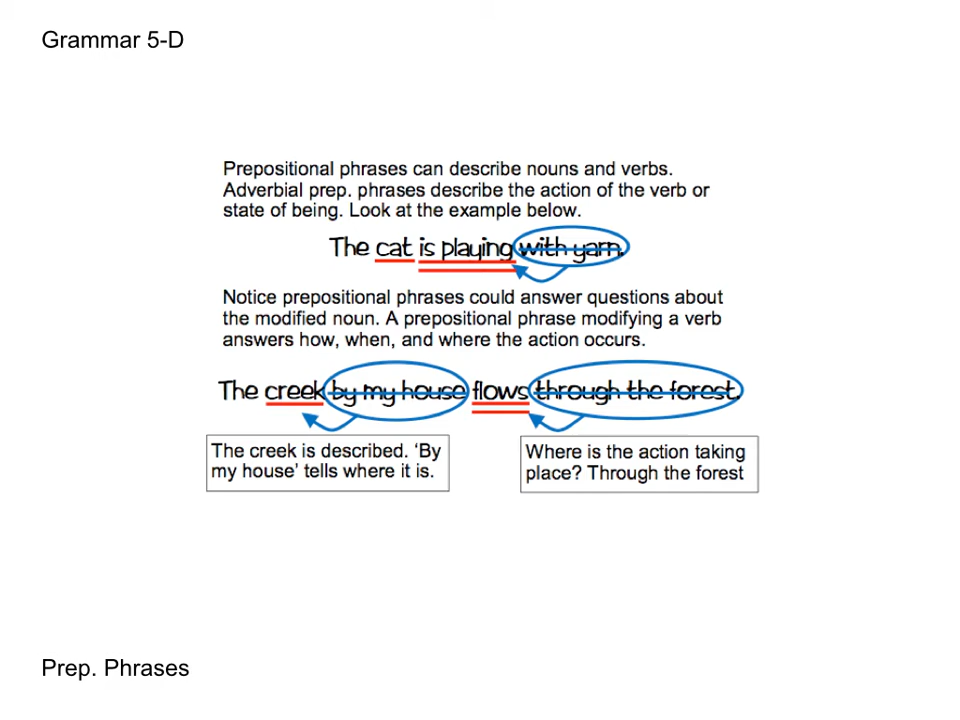 Grammar 5-D
Prepositional phrases can describe nouns and verbs.
Adverbial prep. phrases describe the action of the verb or
state of being. Look at the example below.
The cat is playing with yarn.
Notice prepositional phrases could answer questions about
the modified noun. A prepositional phrase modifying a verb
answers how, when, and where the action occurs.
The creek by my house flows through the forest.
The creek is described. ‘By
my house’ tells where it is.
Where is the action taking
place? Through the forest
Prep. Phrases